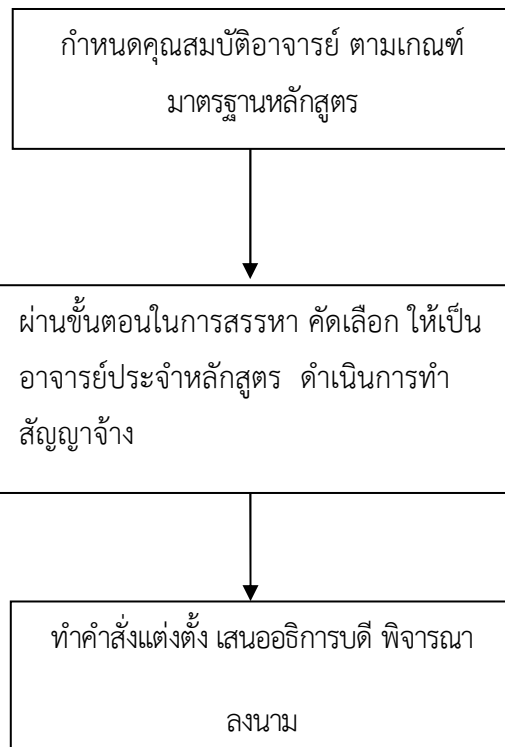 กำหนดคุณสมบัติอาจารย์ ตามเกณฑ์
มาตรฐานหลักสูตร
ผ่านขั้นตอนในการสรรหา คัดเลือก ให้เป็น
อาจารย์ประจำหลักสูตร ดำเนินการทำ
สัญญาจ้าง
ทำคำสั่งแต่งตั้ง เสนออธิการบดี พิจารณา
ลงนาม